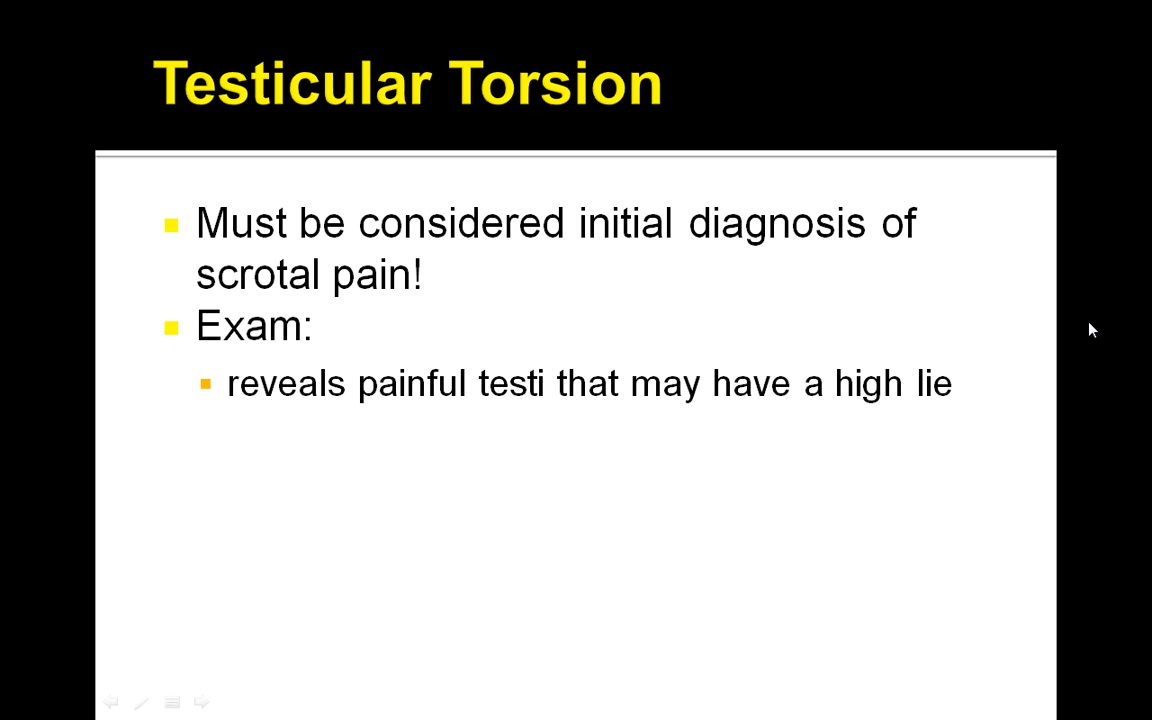 Testicular Torsion
Must be considered initial diagnosis of
scrotal pain!
Exam:
reveals painful testi that may have a high lie